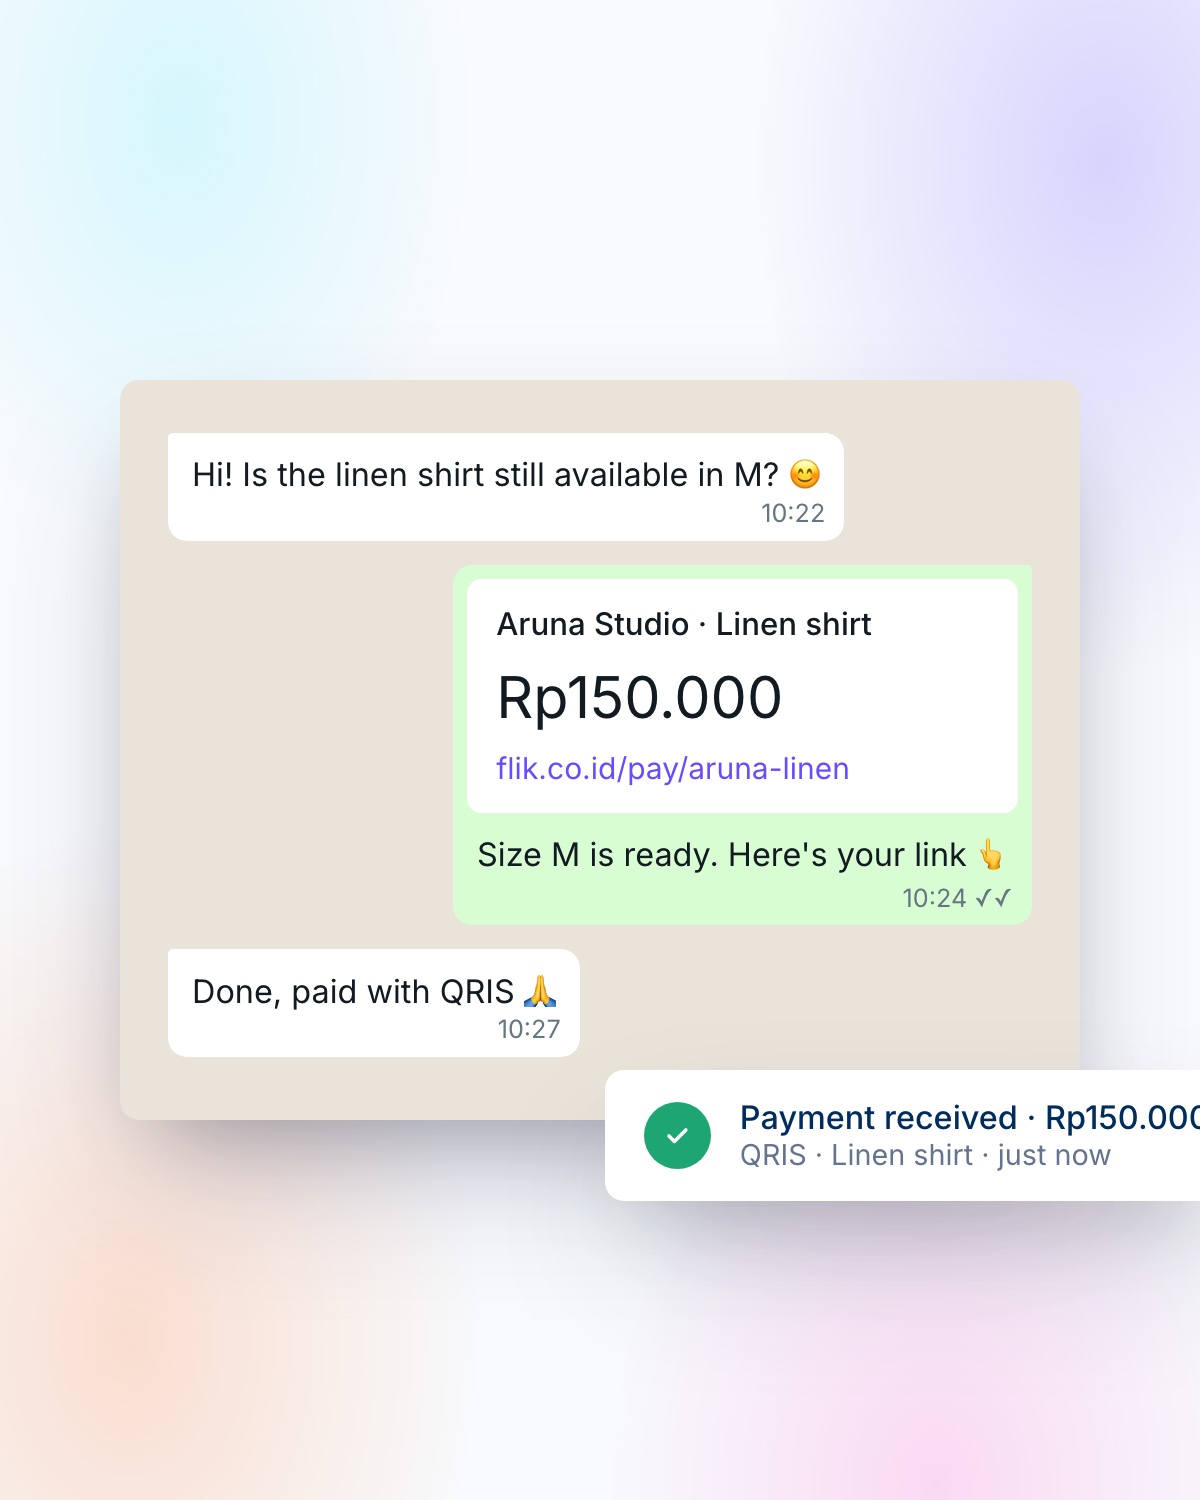 Hi! Is the linen shirt still available in M? 😊
10:22
Aruna Studio · Linen shirt
Rp150.000
flik.co.id/pay/aruna-linen
Size M is ready. Here's your link 👆
10:24 ✓✓
Done, paid with QRIS 🙏
10:27
Payment received · Rp150.000
QRIS · Linen shirt · just now